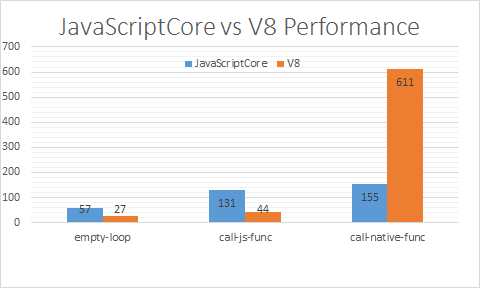 JavaScriptCore vs V8 Performance
700
JavaScriptCore V8
600
611
500
400
300
200
155
131
100
57 27 44
0
empty-loop call-js-func call-native-func